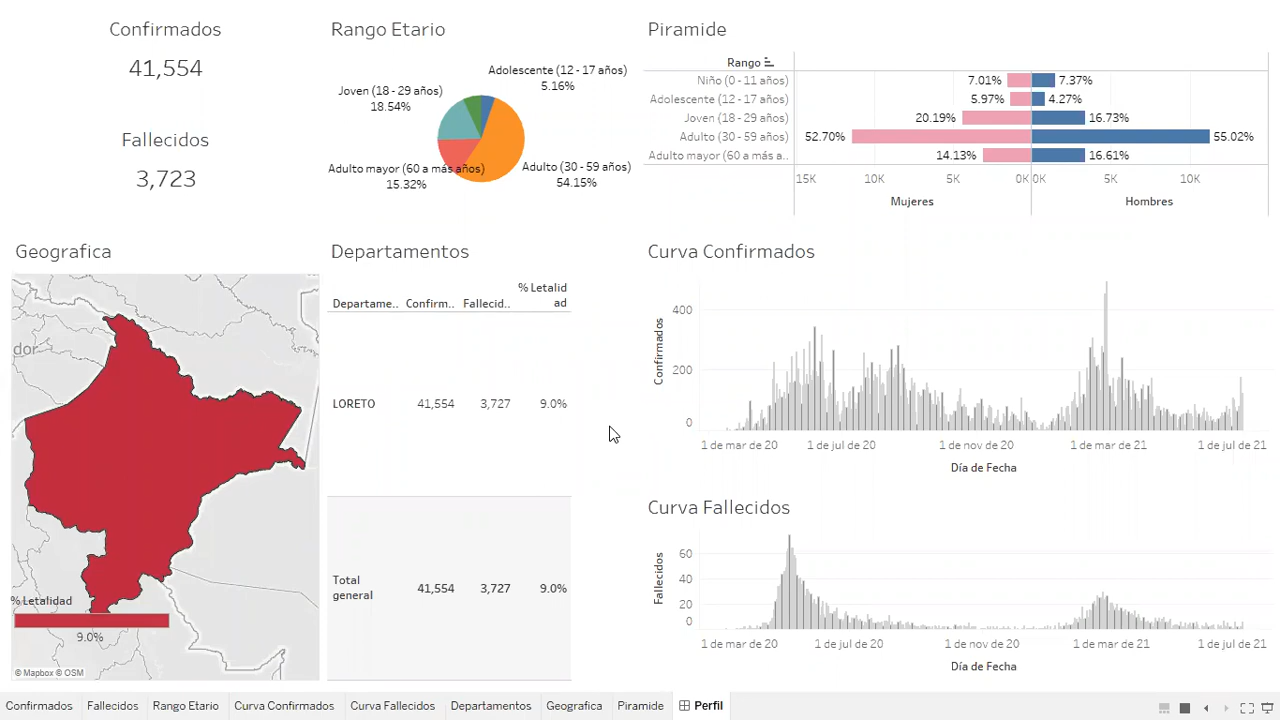 Confirmados
41,554
Fallecidos
3,723
Rango Etario
Adolescente (12 - 17 años)
5.16%
Joven (18 - 29 años)
18.54%
Adulto mayor (60 a más años)
15.32%
Adulto (30 - 59 años)
54.15%
Piramide
Rango
Niño (0 - 11 años) 7.01% 7.37%
Adolescente (12 - 17 años) 5.97% 4.27%
Joven (18 - 29 años) 20.19% 16.73%
Adulto (30 - 59 años) 52.70% 55.02%
Adulto mayor (60 a más a.. 14.13% 16.61%
15K 10K 5K 0K 0K 5K 10K
Mujeres Hombres
Geografica
dor
% Letalidad
9.0%
© Mapbox © OSM
Departamentos
Departame.. Confirm.. Fallecid.. % Letalid
ad
LORETO 41,554 3,727 9.0%
Total
general 41,554 3,727 9.0%
Curva Confirmados
Confirmados
400
200
0
1 de mar de 20 1 de jul de 20 1 de nov de 20 1 de mar de 21 1 de jul de 21
Día de Fecha
Curva Fallecidos
Fallecidos
60
40
20
0
1 de mar de 20 1 de jul de 20 1 de nov de 20 1 de mar de 21 1 de jul de 21
Día de Fecha
Confirmados Fallecidos Rango Etario Curva Confirmados Curva Fallecidos Departamentos Geografica Piramide Perfil